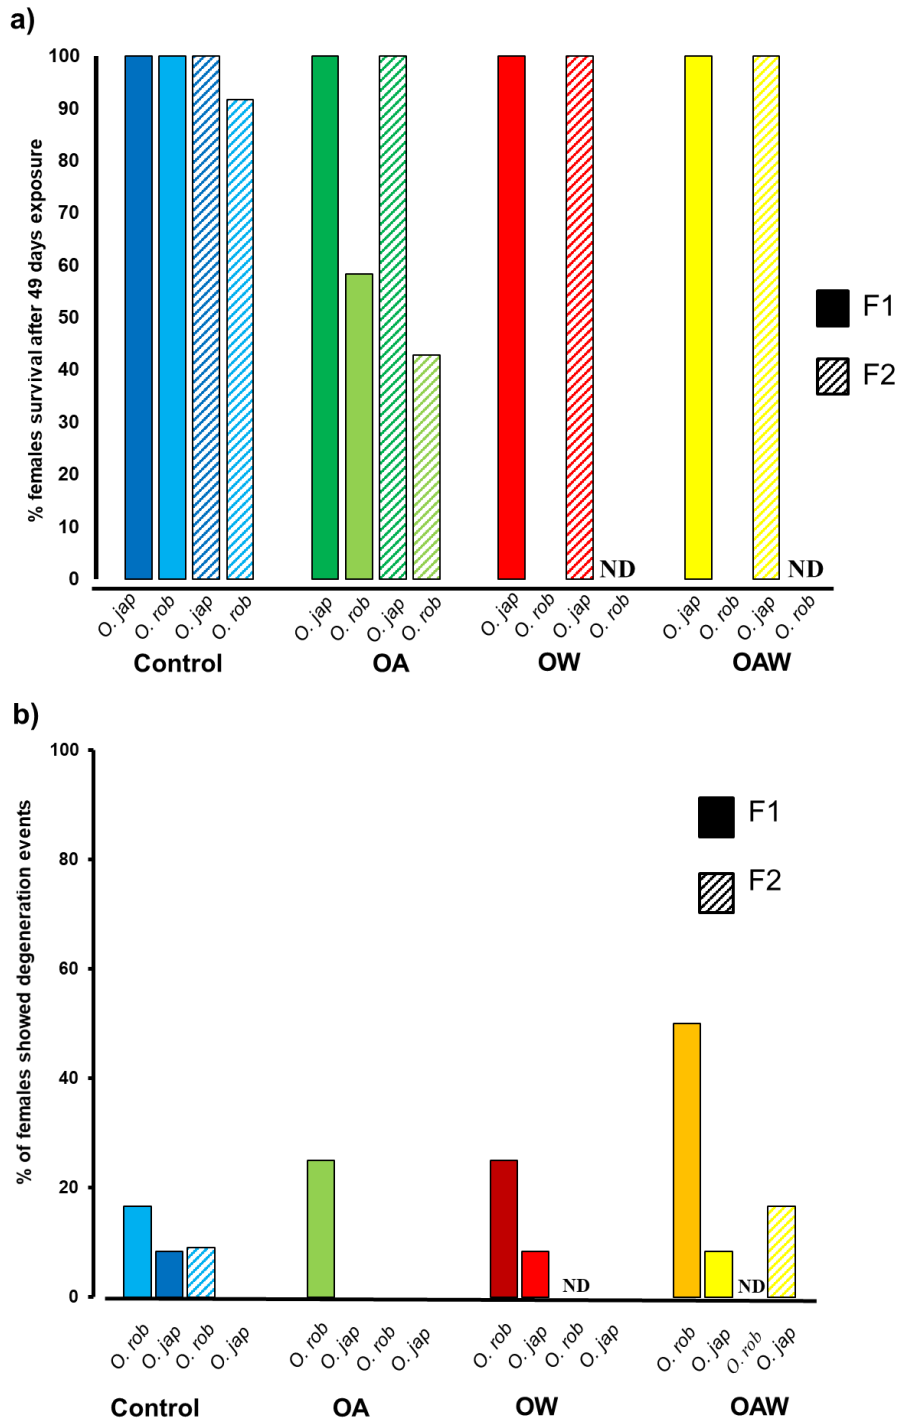 a)
% females survival after 49 days exposure
100
90
80
70
60
50
40
30
20
10
0
F1
F2
ND
ND
O. jap O. rob O. jap O. rob O. jap O. rob O. jap O. rob O. jap O. rob O. jap O. rob O. jap O. rob O. jap O. rob
Control OA OW OAW
b)
% of females showed degeneration events
100
80
60
40
20
0
F1
F2
ND
ND
O. rob O. jap O. rob O. jap O. rob O. jap O. rob O. jap O. rob O. jap O. rob O. jap O. rob O. jap O. rob O. jap
Control OA OW OAW